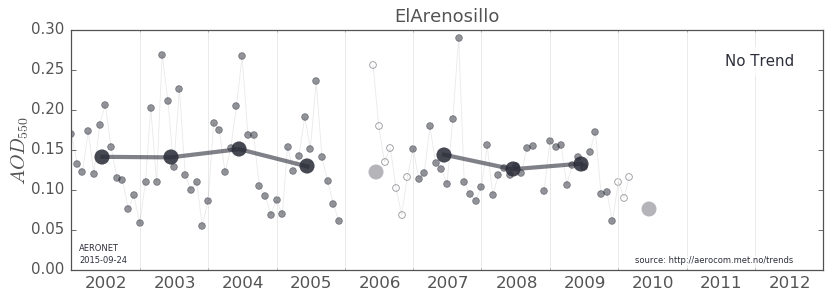 ElArenosillo
0.30
0.25
0.20
0.15
0.10
0.05
0.00
AOD550
No Trend
AERONET
2015-09-24
source: http://aerocom.met.no/trends
2002 2003 2004 2005 2006 2007 2008 2009 2010 2011 2012